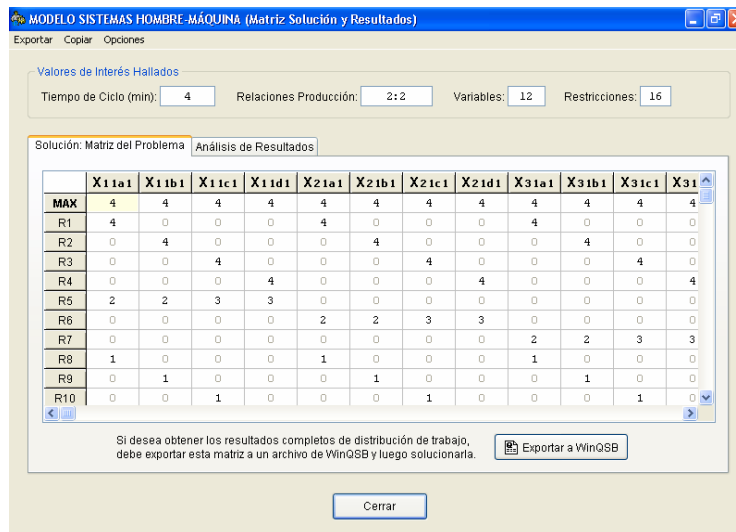 MODELO SISTEMAS HOMBRE-MÁQUINA (Matriz Solución y Resultados)
Exportar Copiar Opciones
Valores de Interés Hallados
Tiempo de Ciclo (min): 4 Relaciones Producción: 2:2 Variables: 12 Restricciones: 16
Solución: Matriz del Problema Análisis de Resultados
X11a1 X11b1 X11c1 X11d1 X21a1 X21b1 X21c1 X21d1 X31a1 X31b1 X31c1 X31
MAX 4 4 4 4 4 4 4 4 4 4 4 4
R1 4 0 0 0 4 0 0 0 4 0 0 0
R2 0 4 0 0 0 4 0 0 0 4 0 0
R3 0 0 4 0 0 0 4 0 0 0 4 0
R4 0 0 0 4 0 0 0 4 0 0 0 4
R5 2 2 3 3 0 0 0 0 0 0 0 0
R6 0 0 0 0 2 2 3 3 0 0 0 0
R7 0 0 0 0 0 0 0 0 2 2 3 3
R8 1 0 0 0 1 0 0 0 1 0 0 0
R9 0 1 0 0 0 1 0 0 0 1 0 0
R10 0 0 1 0 0 0 1 0 0 0 1 0
Si desea obtener los resultados completos de distribución de trabajo,
debe exportar esta matriz a un archivo de WinQSB y luego solucionarla.
Exportar a WinQSB
Cerrar